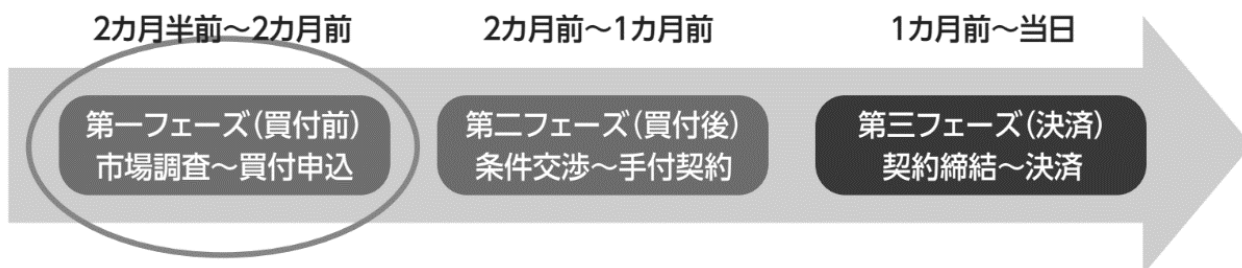 2カ月半前〜2カ月前
2カ月前〜1カ月前
1カ月前〜当日
第一フェーズ(買付前)
市場調査〜買付申込
第二フェーズ(買付後)
条件交渉〜手付契約
第三フェーズ(決済)
契約締結〜決済